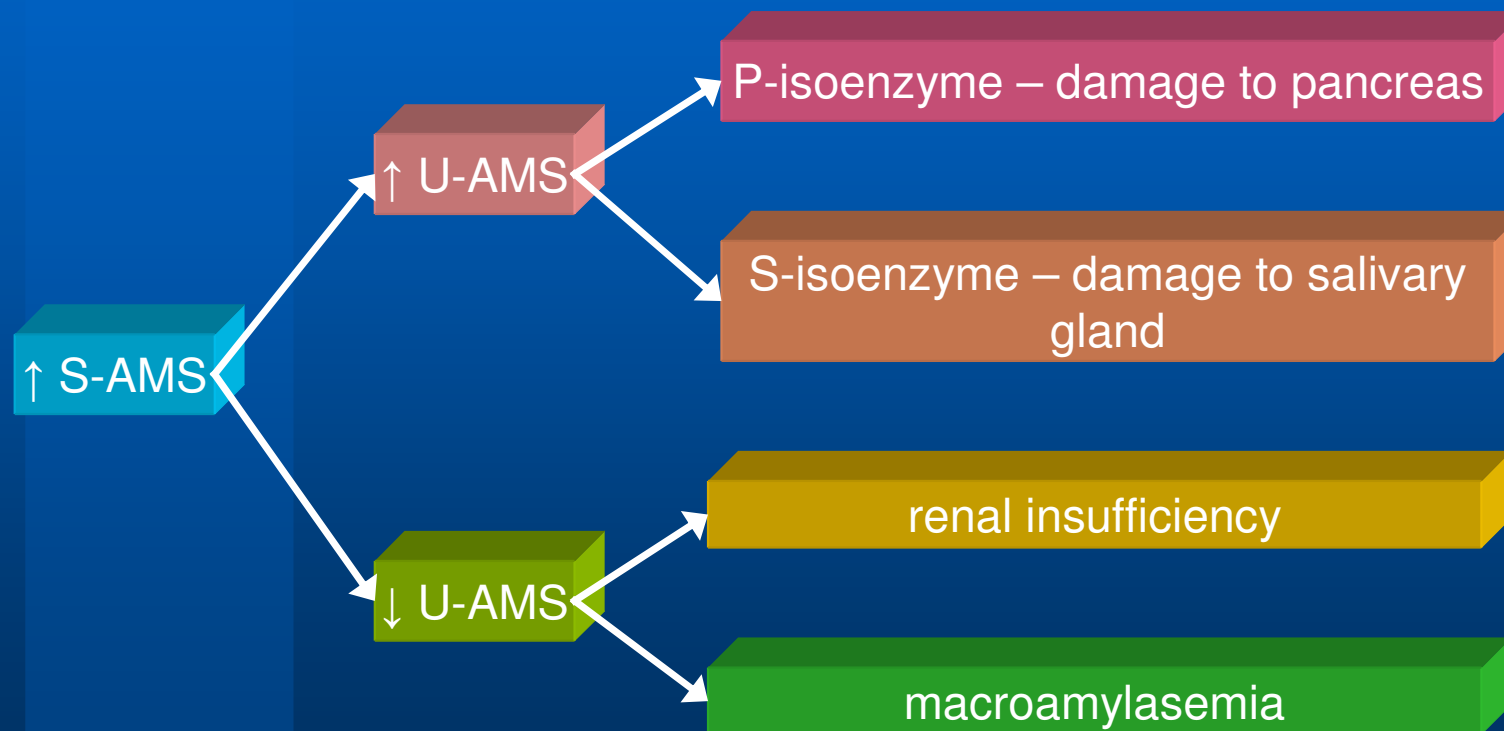 P-isoenzyme – damage to pancreas
↑ U-AMS
S-isoenzyme – damage to salivary
gland
↑ S-AMS
renal insufficiency
↓ U-AMS
macroamylasemia